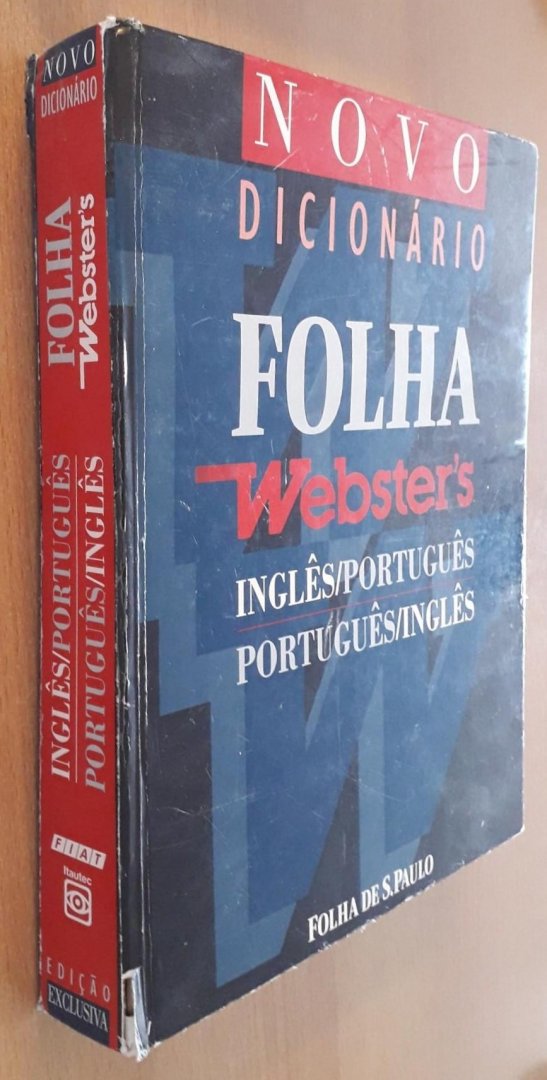 NOVO
DICIONÁRIO
FOLHA
Webster's
INGLÊS/PORTUGUÊS
PORTUGUÊS/INGLÊS
FIAT
Itautec
EDIÇÃO
EXCLUSIVA
NOVO
DICIONÁRIO
FOLHA
Webster's
INGLÊS/PORTUGUÊS
PORTUGUÊS/INGLÊS
FOLHA DE S.PAULO